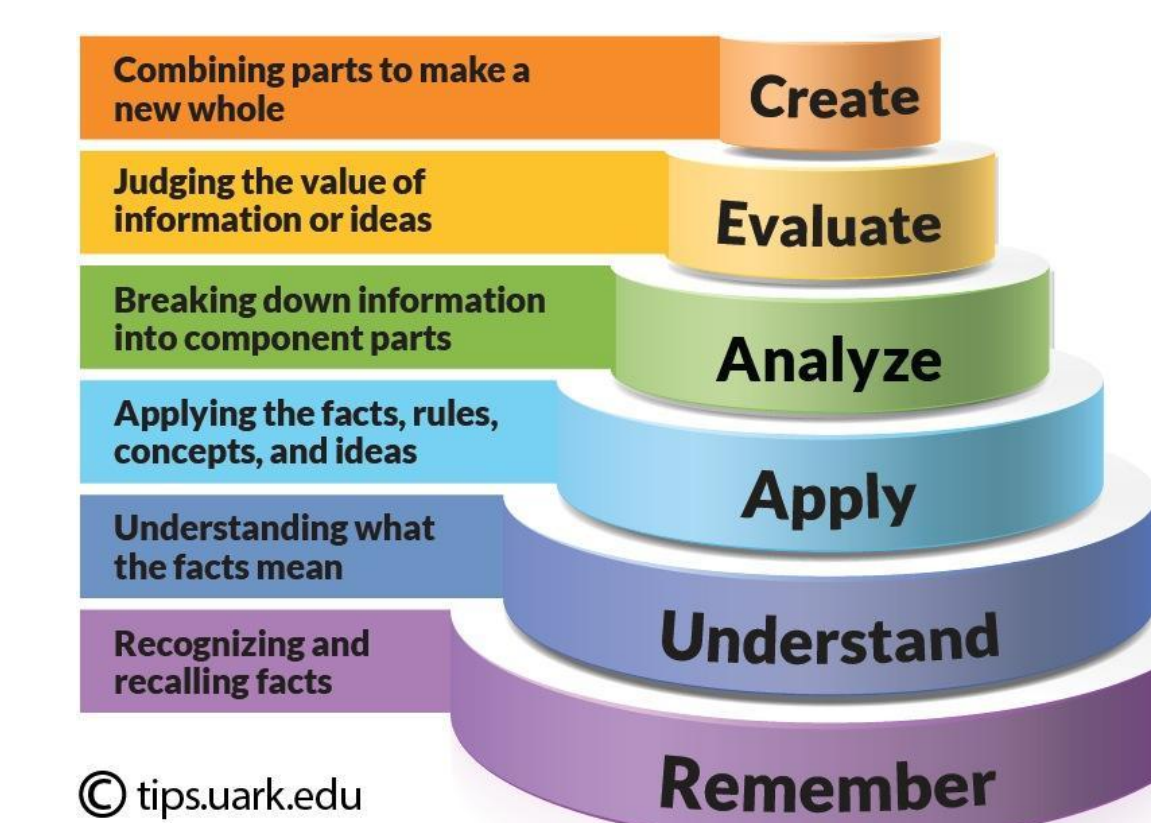 Combining parts to make a
new whole
Create
Judging the value of
information or ideas
Evaluate
Breaking down information
into component parts
Analyze
Applying the facts, rules,
concepts, and ideas
Apply
Understanding what
the facts mean
Understand
Recognizing and
recalling facts
Remember
© tips.uark.edu